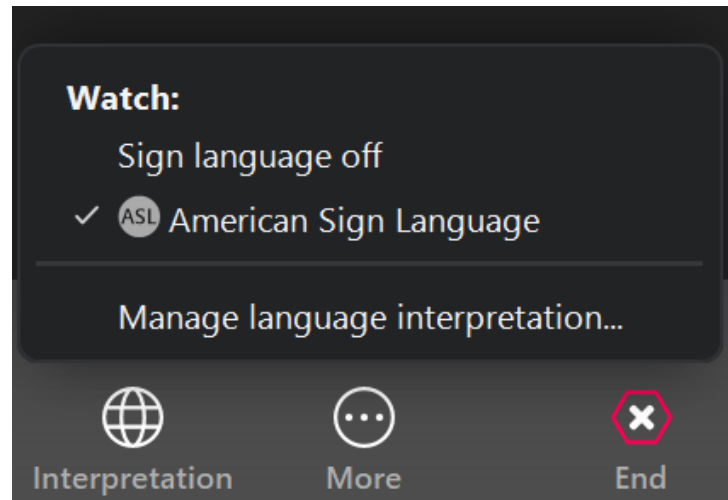 Watch:
Sign language off
ASL American Sign Language
Manage language interpretation...
Interpretation More End